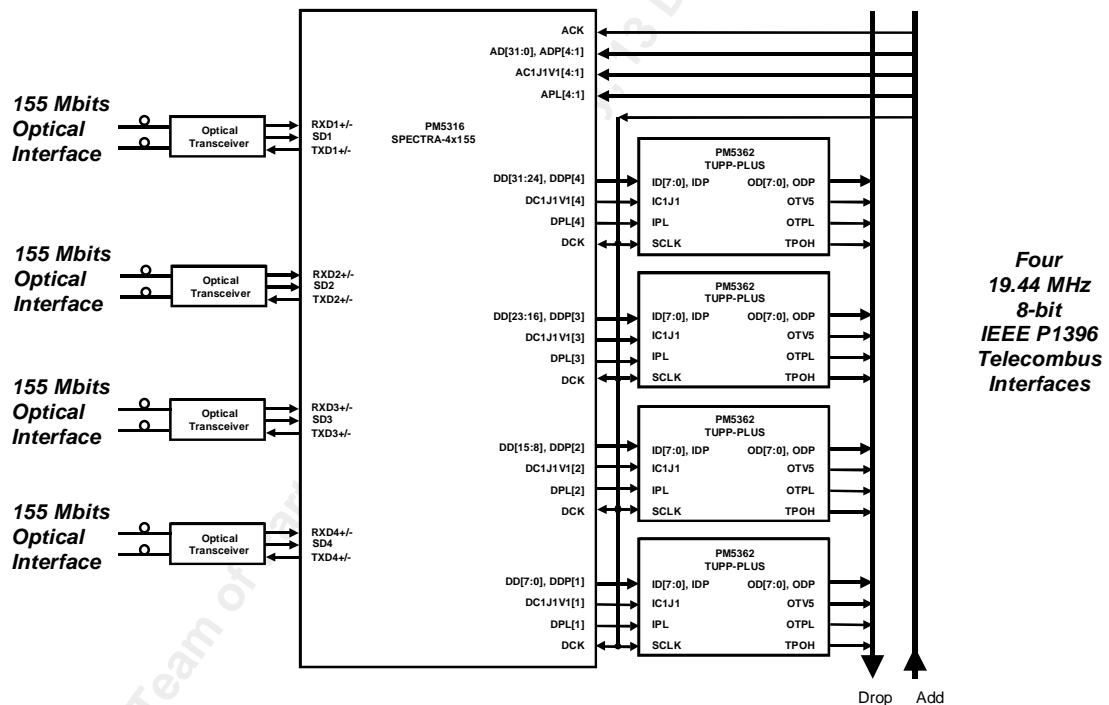 ACK
AD[31:0], ADP[4:1]
AC1J1V1[4:1]
APL[4:1]
155 Mbits
Optical
Interface
Optical
Transceiver
RXD1+/-
SD1
TXD1+/-
PM5316
SPECTRA-4x155
PM5362
TUPP-PLUS
DD[31:24], DDP[4]
ID[7:0], IDP
OD[7:0], ODP
DC1J1V1[4]
IC1J1
OTV5
DPL[4]
IPL
OTPL
DCK
SCLK
TPOH
155 Mbits
Optical
Interface
Optical
Transceiver
RXD2+/-
SD2
TXD2+/-
PM5362
TUPP-PLUS
DD[23:16], DDP[3]
ID[7:0], IDP
OD[7:0], ODP
DC1J1V1[3]
IC1J1
OTV5
DPL[3]
IPL
OTPL
DCK
SCLK
TPOH
Four
19.44 MHz
8-bit
IEEE P1396
Telecombus
Interfaces
155 Mbits
Optical
Interface
Optical
Transceiver
RXD3+/-
SD3
TXD3+/-
PM5362
TUPP-PLUS
DD[15:8], DDP[2]
ID[7:0], IDP
OD[7:0], ODP
DC1J1V1[2]
IC1J1
OTV5
DPL[2]
IPL
OTPL
DCK
SCLK
TPOH
155 Mbits
Optical
Interface
Optical
Transceiver
RXD4+/-
SD4
TXD4+/-
PM5362
TUPP-PLUS
DD[7:0], DDP[1]
ID[7:0], IDP
OD[7:0], ODP
DC1J1V1[1]
IC1J1
OTV5
DPL[1]
IPL
OTPL
DCK
SCLK
TPOH
Drop
Add
Team of